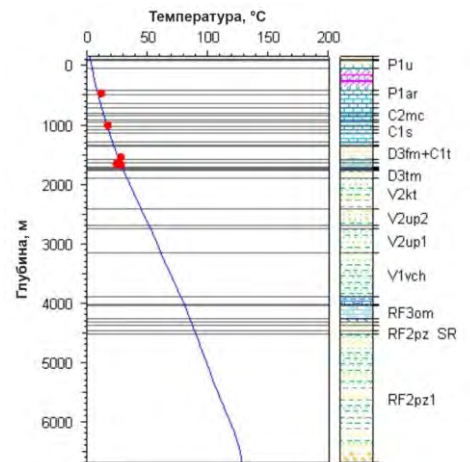 Температура, °C
0 50 100 150 200
Глубина, м
0
1000
2000
3000
4000
5000
6000
P1u
P1ar
C2mc
C1s
D3fm+C1t
D3tm
V2kt
V2up2
V2up1
V1vch
RF3om
RF2pz SR
RF2pz1